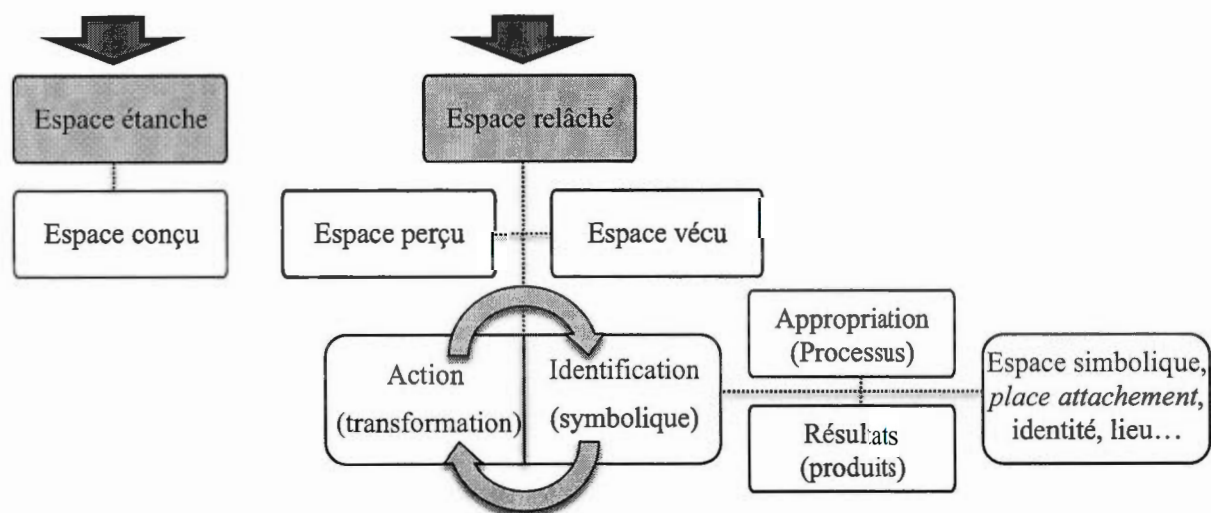 Espace étanche
Espace relâché
Espace conçu
Espace perçu
Espace vécu
Action
(transformation)
Identification
(symbolique)
Appropriation
(Processus)
Résultats
(produits)
Espace simbolique,
place attachement,
identité, lieu…